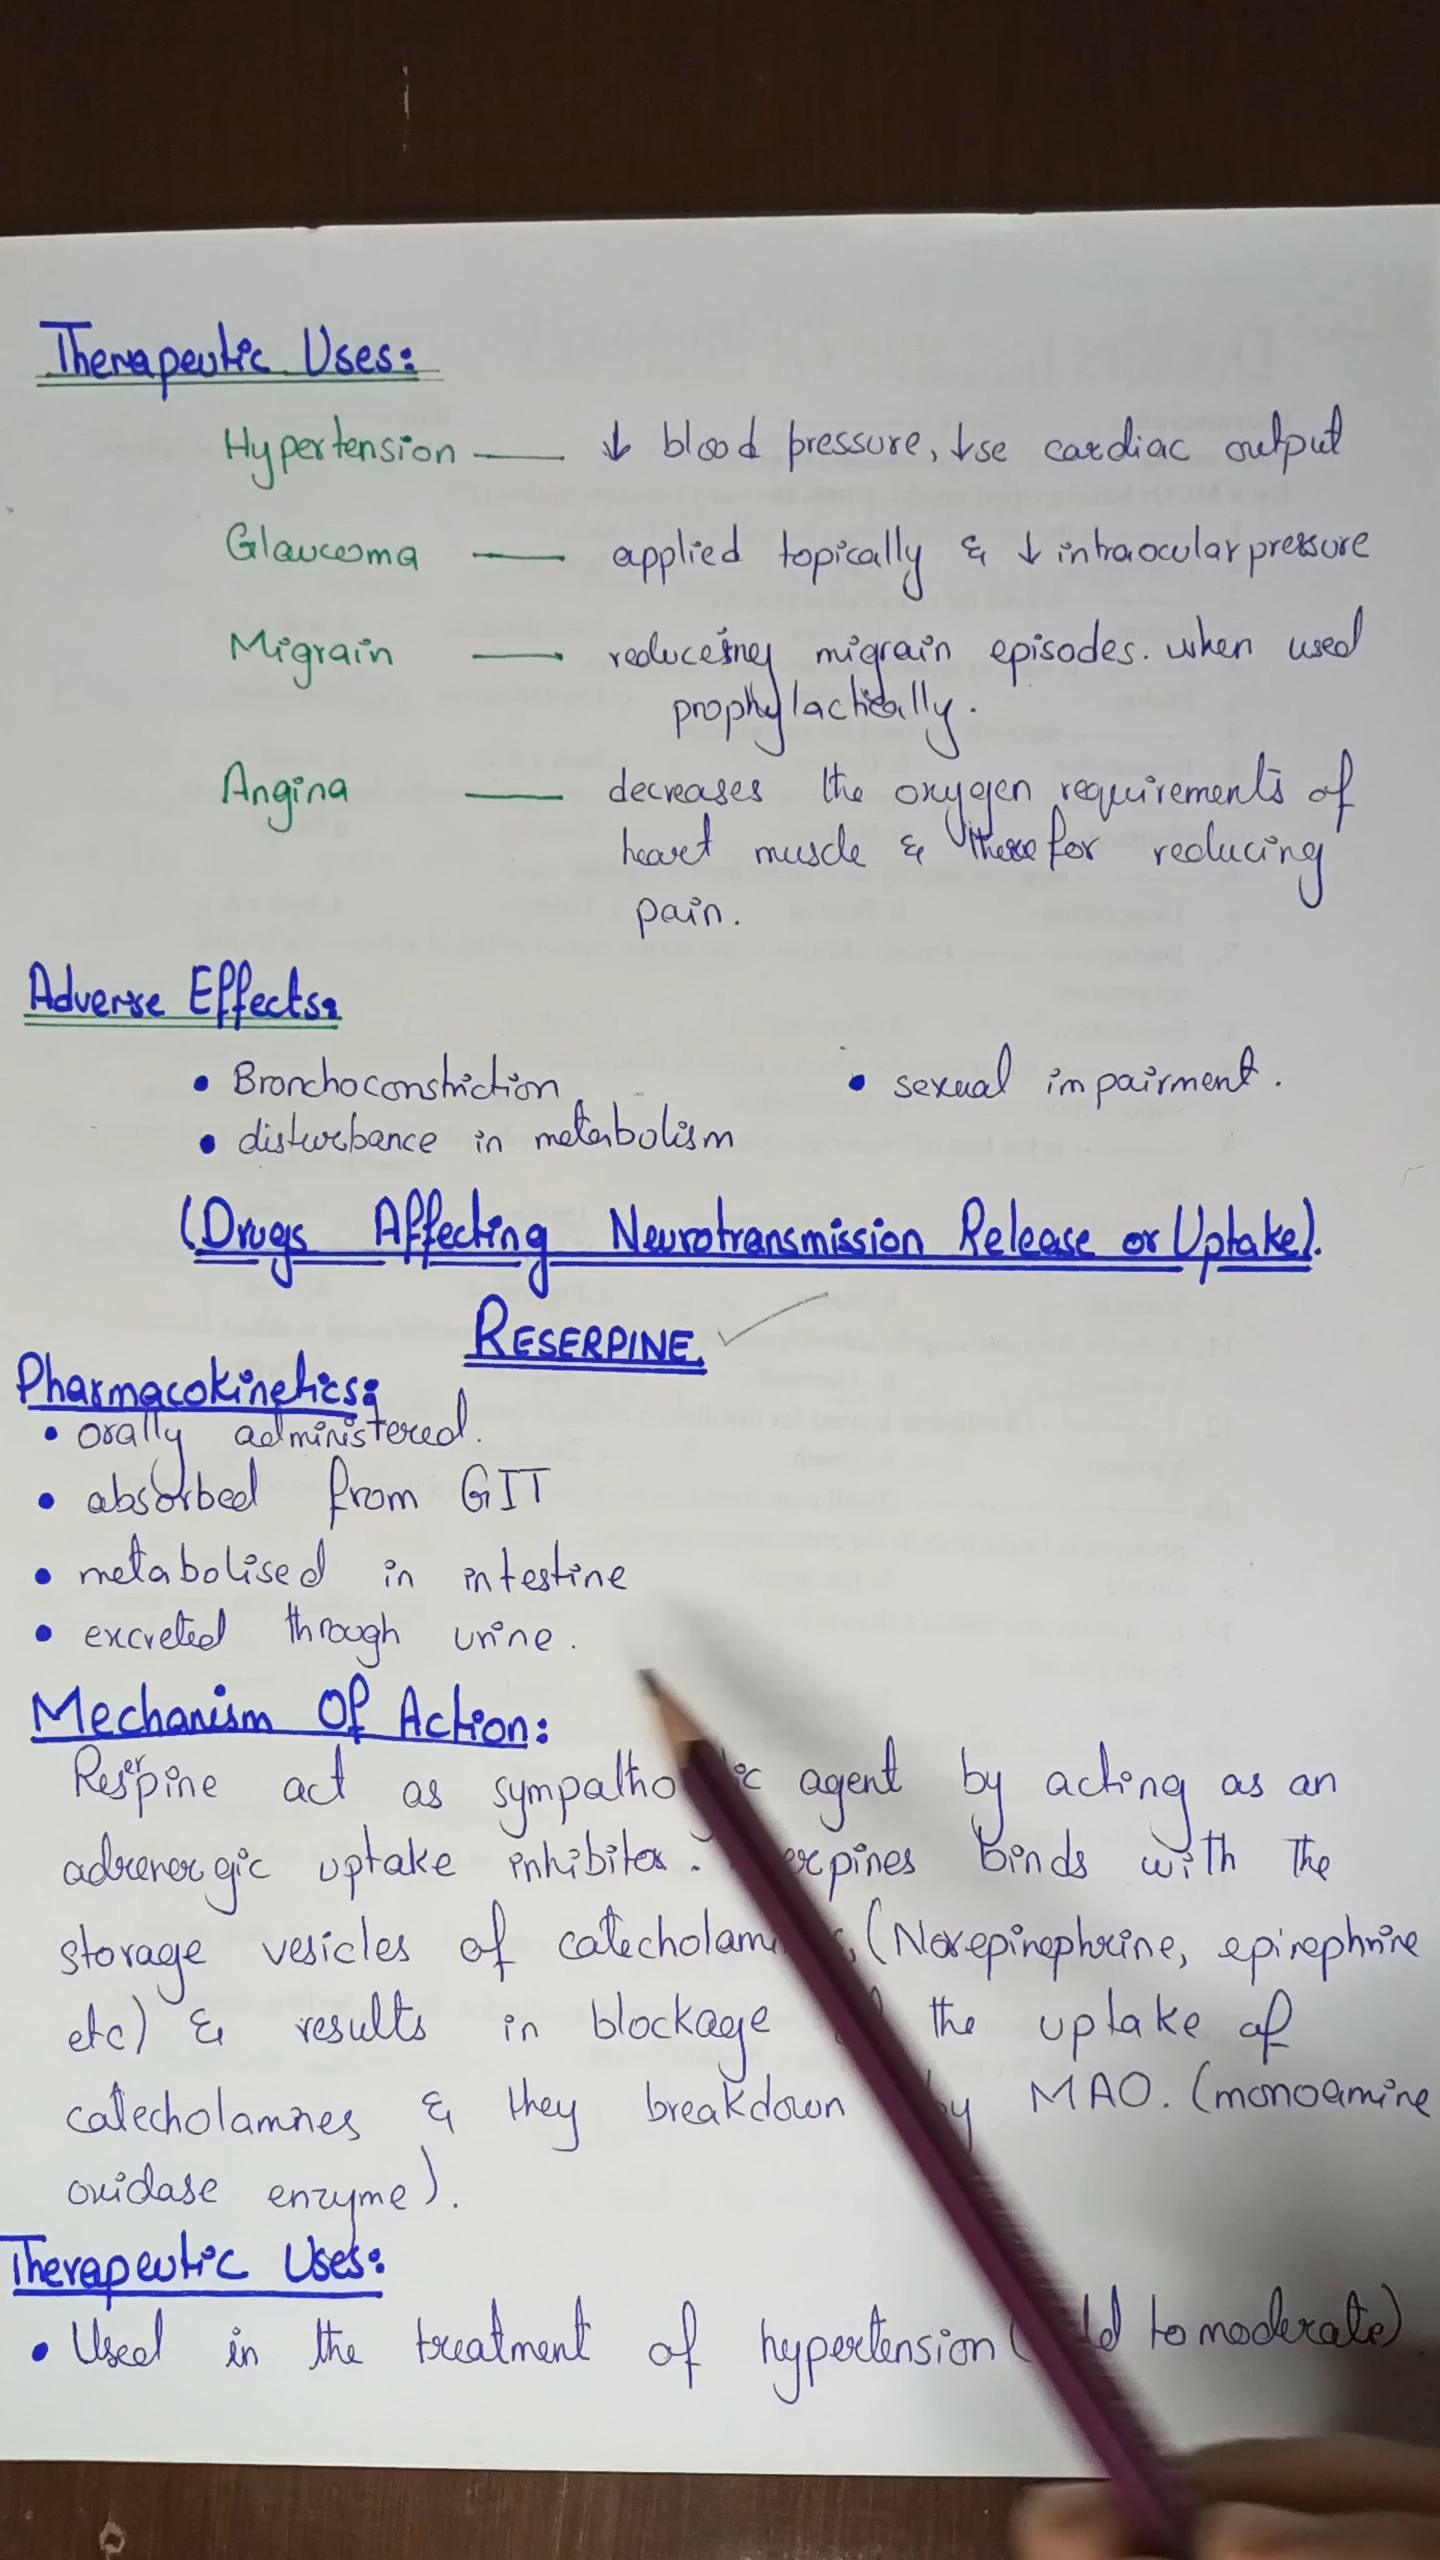 Therapeutic Uses:
Hypertension — ↓ blood pressure, ↓se cardiac output
Glaucoma — applied topically & ↓ intraocular pressure
Migrain — reduceing migrain episodes. when used
prophylactically.
Angina — decreases the oxygen requirements of
heart muscle & therefor reducing
pain.
Adverse Effects:
• Bronchoconstriction • sexual impairment.
• disturbance in metabolism
(Drugs Affecting Neurotransmission Release or Uptake).
RESERPINE.
Pharmacokinetics:
• orally administered.
• absorbed from GIT
• metabolised in intestine
• excreted through urine.
Mechanism Of Action:
Reserpine act as agent by acting as an
adrenergic uptake inhibitor. binds with the
storage vesicles of (Norepinephrine, epinephrine
etc) & results in blockage the uptake of
catecholamnes & they breakdown by MAO. (monoamine
oxidase enzyme).
Therapeutic Uses:
• Used in the treatment of hypertension ( to moderate).